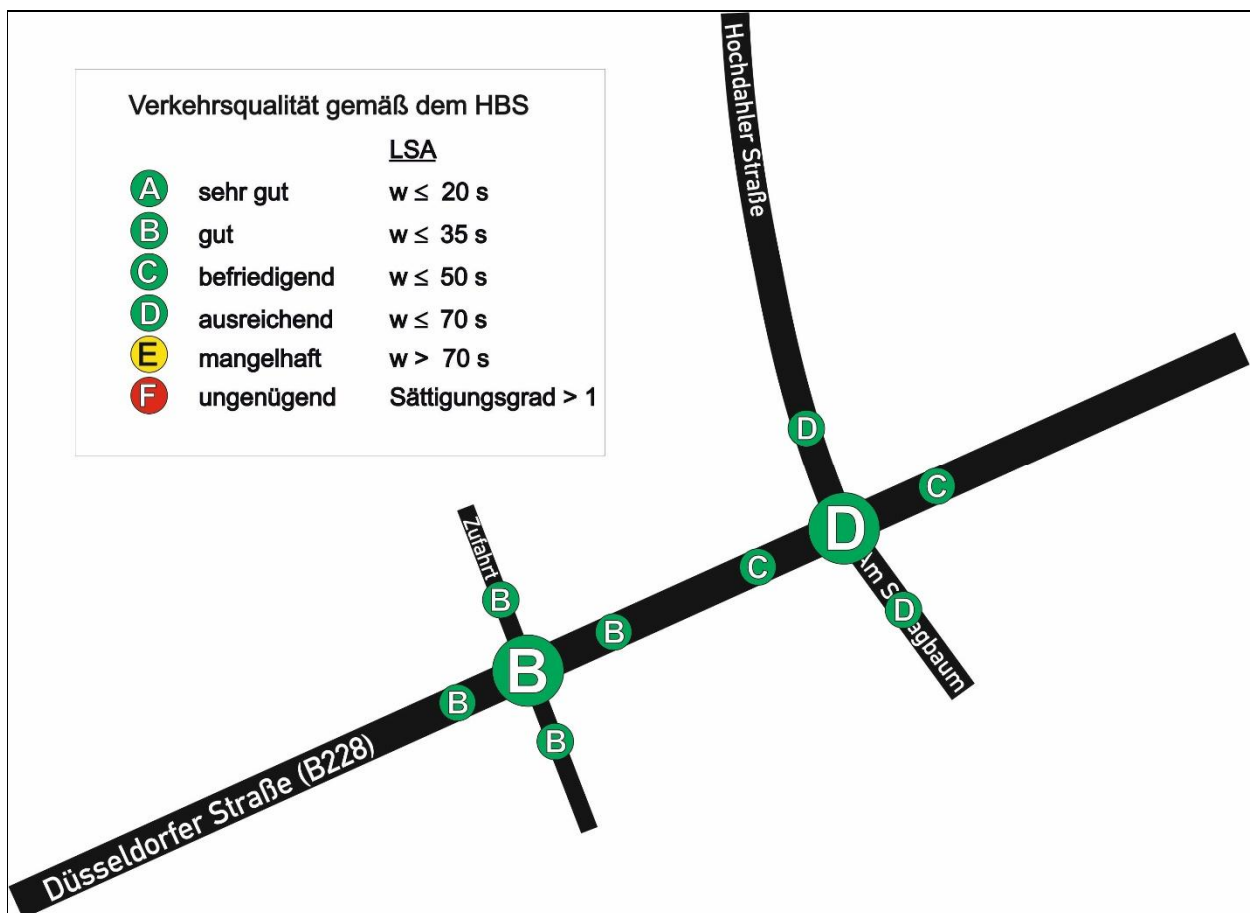 Verkehrsqualität gemäß dem HBS
LSA
A sehr gut w ≤ 20 s
B gut w ≤ 35 s
C befriedigend w ≤ 50 s
D ausreichend w ≤ 70 s
E mangelhaft w > 70 s
F ungenügend Sättigungsgrad > 1
Hochdahler Straße
D
C
D
C
Am
D
Zufahrt
B
B
B
B
B
Düsseldorfer Straße (B228)